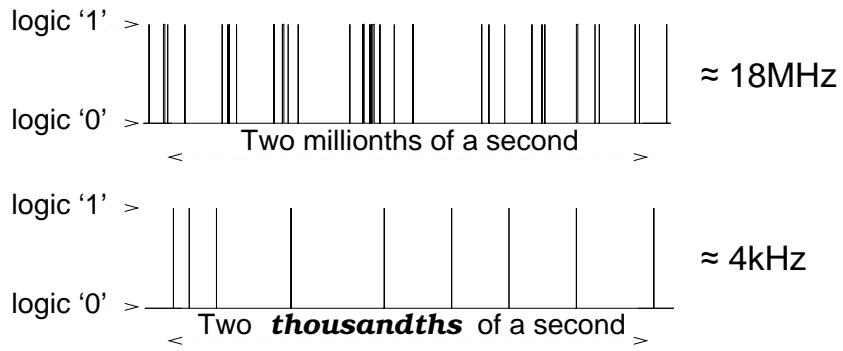 logic ‘1’ >
≈ 18MHz
logic ‘0’ >
Two millionths of a second
< >
logic ‘1’ >
≈ 4kHz
logic ‘0’ >
Two thousandths of a second
< >